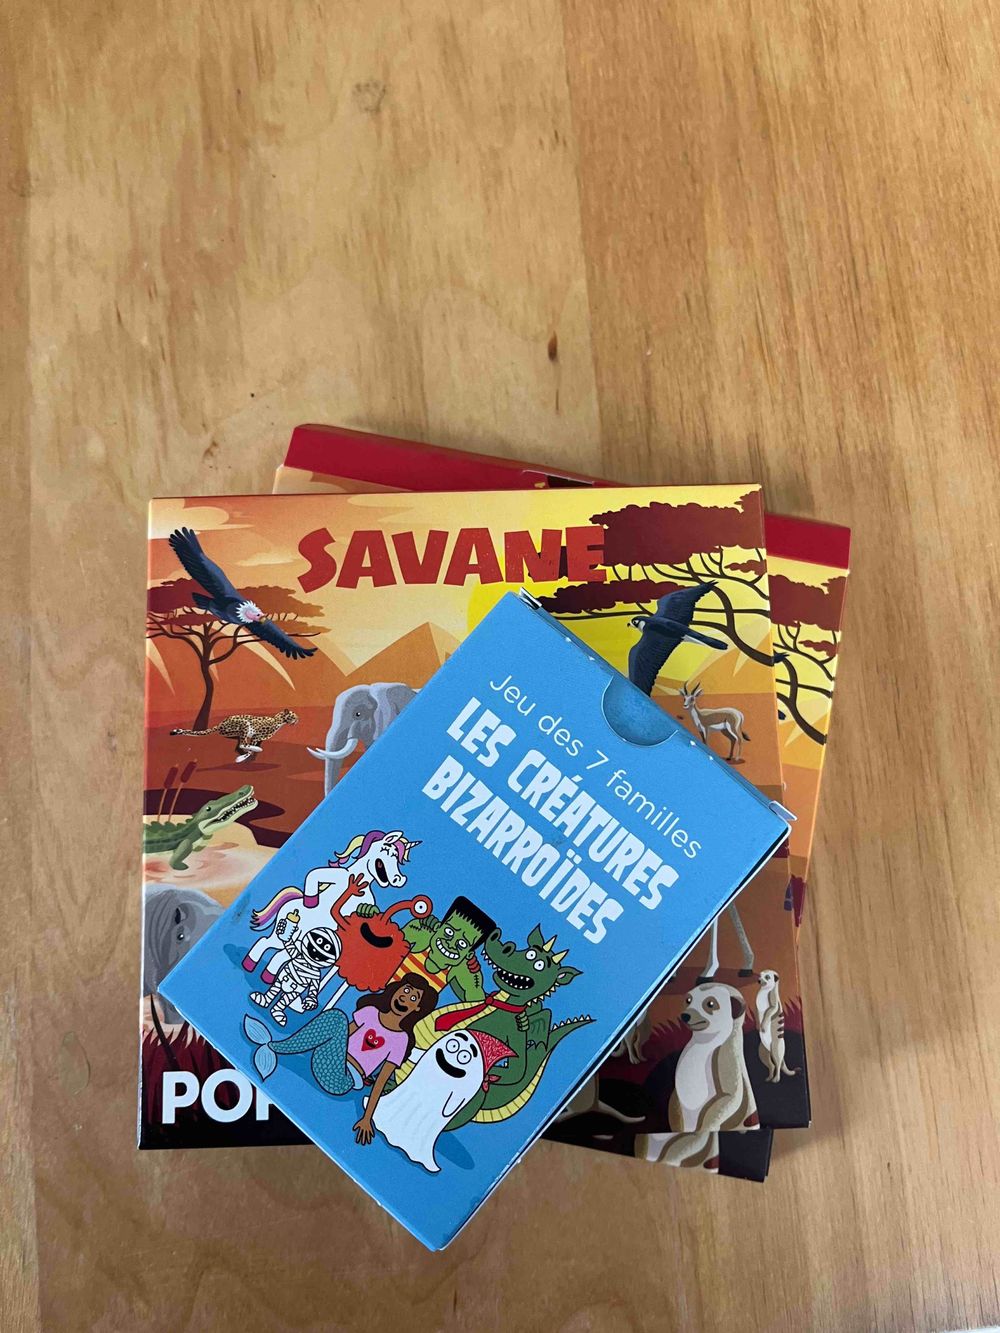 SAVANE
Jeu des 7 familles
LES CRÉATURES
BIZARROÏDES